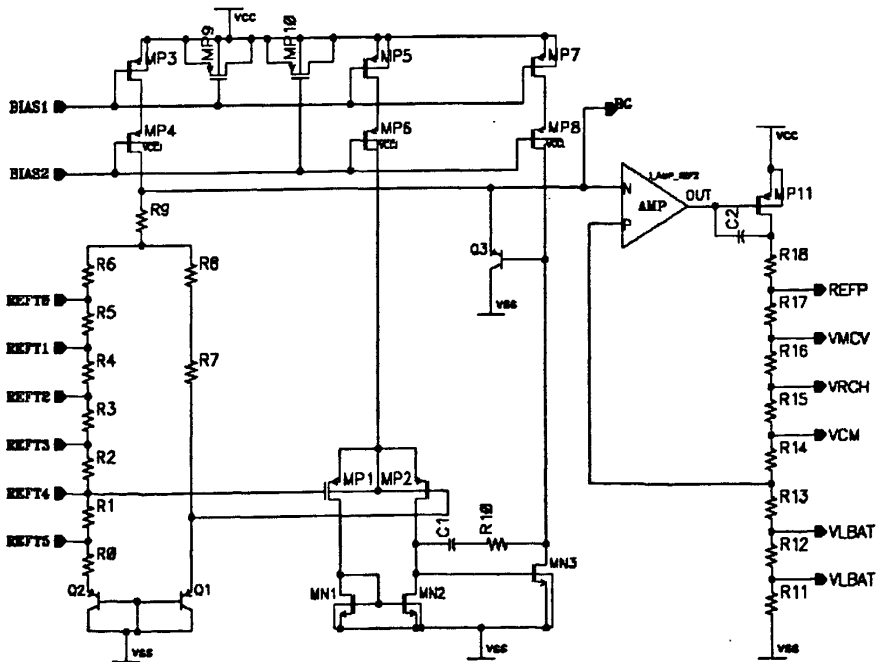 VCC
MP3
MP9
MP10
MP5
MP7
BIAS1
BG
MP4
VCC
MP6
VCC
MP8
VCC
VCC
BIAS2
N
AMP
P
OUT
MP11
C2
R9
Q3
VSS
R6
R8
R18
REFT0
REFP
R5
R17
REFT1
VMCV
R4
R7
R16
REFT2
VRCH
R3
R15
REFT3
VCM
R2
R14
MP1
MP2
REFT4
R1
C1
R10
R13
REFT5
VLBAT
R0
R12
MN3
Q2
Q1
MN1
MN2
VLBAT
R11
VSS
VSS
VSS